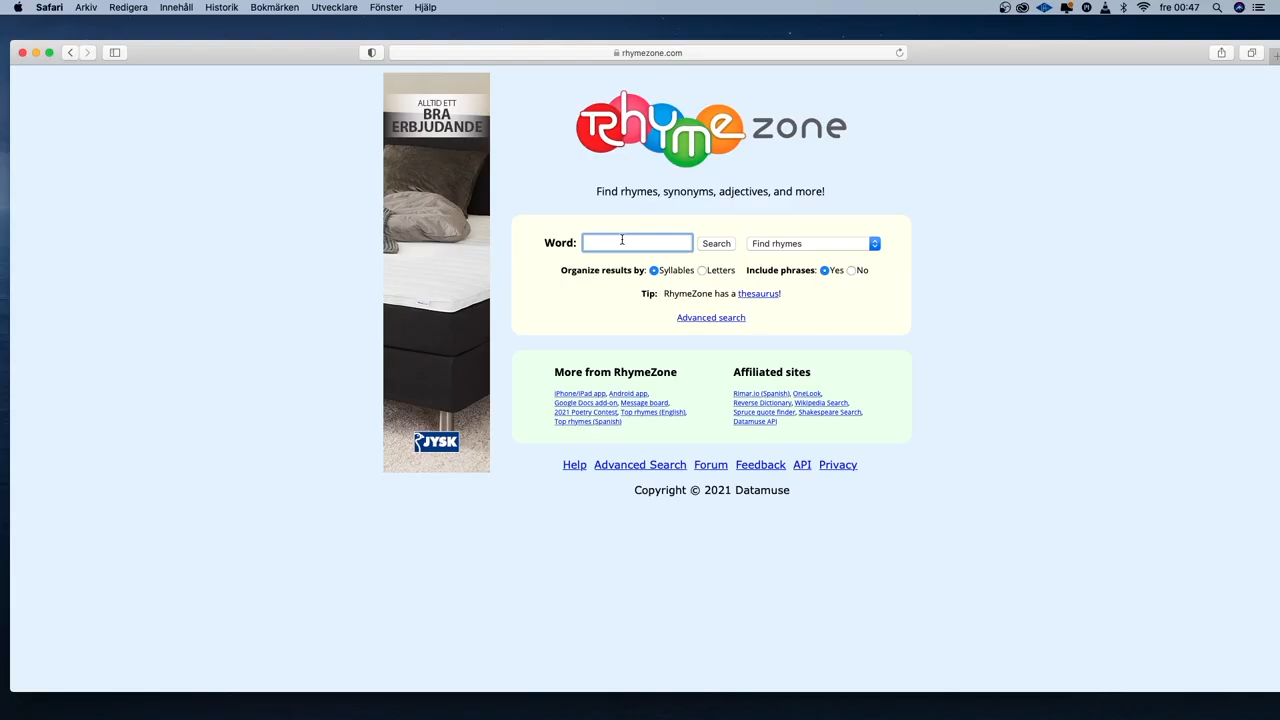 Safari Arkiv Redigera Innehåll Historik Bokmärken Utvecklare Fönster Hjälp fre 00:47
rhymezone.com
ALLTID ETT
BRA
ERBJUDANDE
JYSK
Rhyme zone
Find rhymes, synonyms, adjectives, and more!
Word: Search Find rhymes
Organize results by: Syllables Letters Include phrases: Yes No
Tip: RhymeZone has a thesaurus!
Advanced search
More from RhymeZone
iPhone/iPad app, Android app,
Google Docs add-on, Message board,
2021 Poetry Contest, Top rhymes (English),
Top rhymes (Spanish)
Affiliated sites
Rimar.io (Spanish), OneLook,
Reverse Dictionary, Wikipedia Search,
Spruce quote finder, Shakespeare Search,
Datamuse API
Help Advanced Search Forum Feedback API Privacy
Copyright © 2021 Datamuse